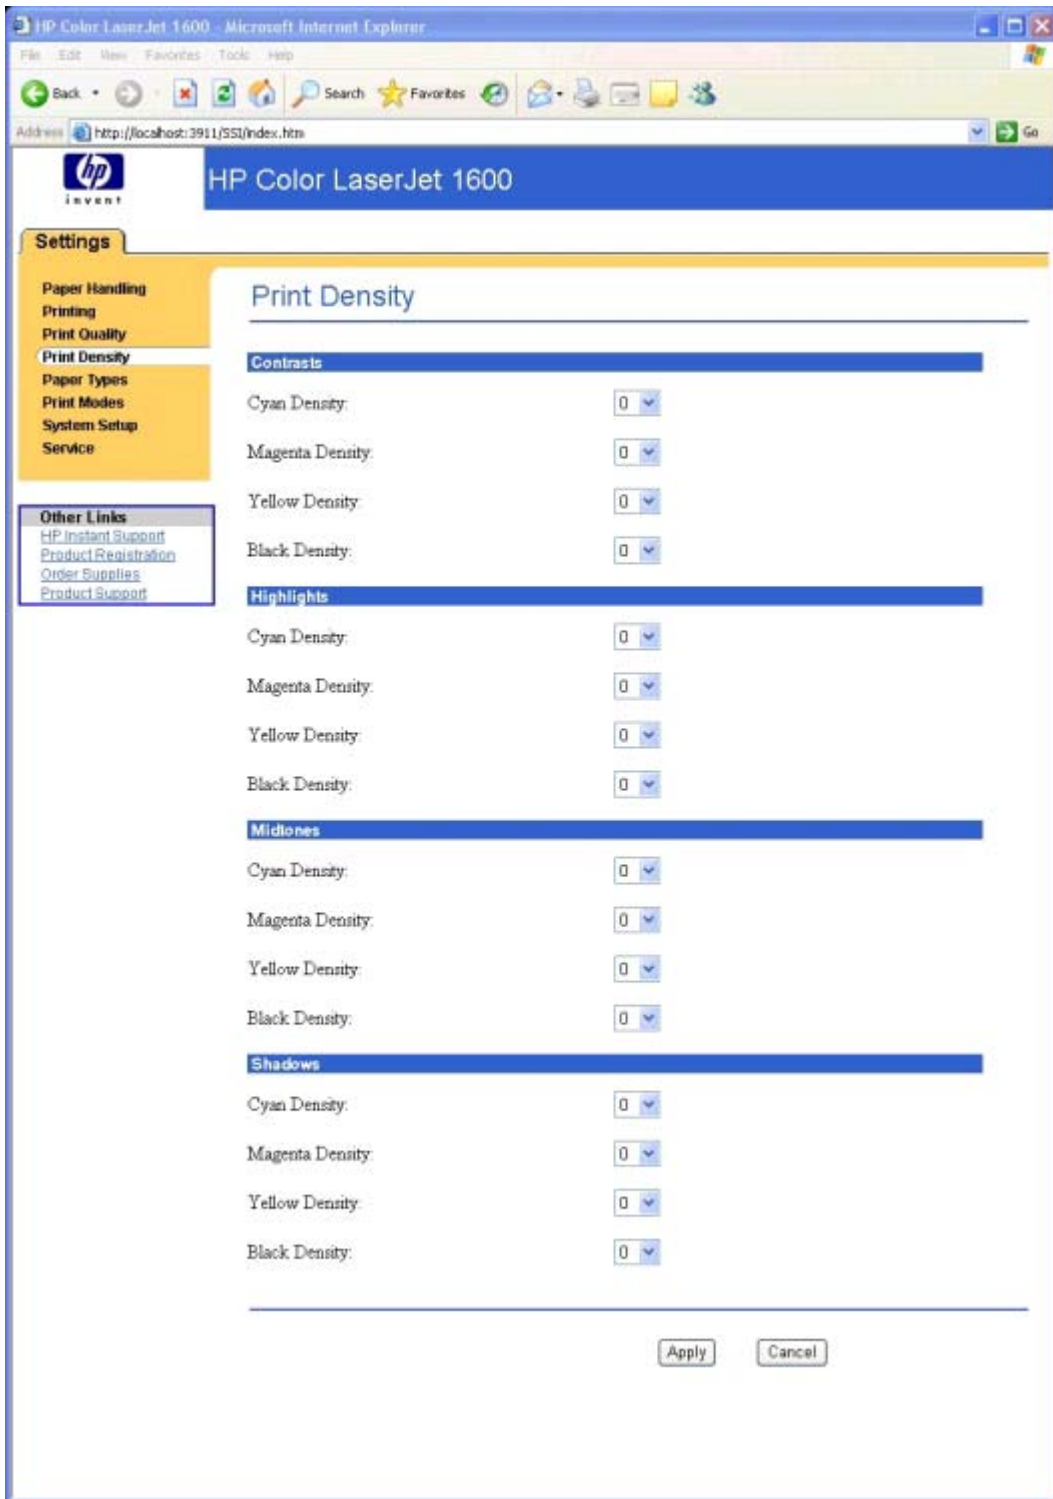 HP Color LaserJet 1600 - Microsoft Internet Explorer
File Edit View Favorites Tools Help
Back Search Favorites
Address http://localhost:3911/SSI/index.htm Go
hp
invent
HP Color LaserJet 1600
Settings
Paper Handling
Printing
Print Quality
Print Density
Paper Types
Print Modes
System Setup
Service
Other Links
HP Instant Support
Product Registration
Order Supplies
Product Support
Print Density
Contrasts
Cyan Density: 0
Magenta Density: 0
Yellow Density: 0
Black Density: 0
Highlights
Cyan Density: 0
Magenta Density: 0
Yellow Density: 0
Black Density: 0
Midtones
Cyan Density: 0
Magenta Density: 0
Yellow Density: 0
Black Density: 0
Shadows
Cyan Density: 0
Magenta Density: 0
Yellow Density: 0
Black Density: 0
Apply Cancel